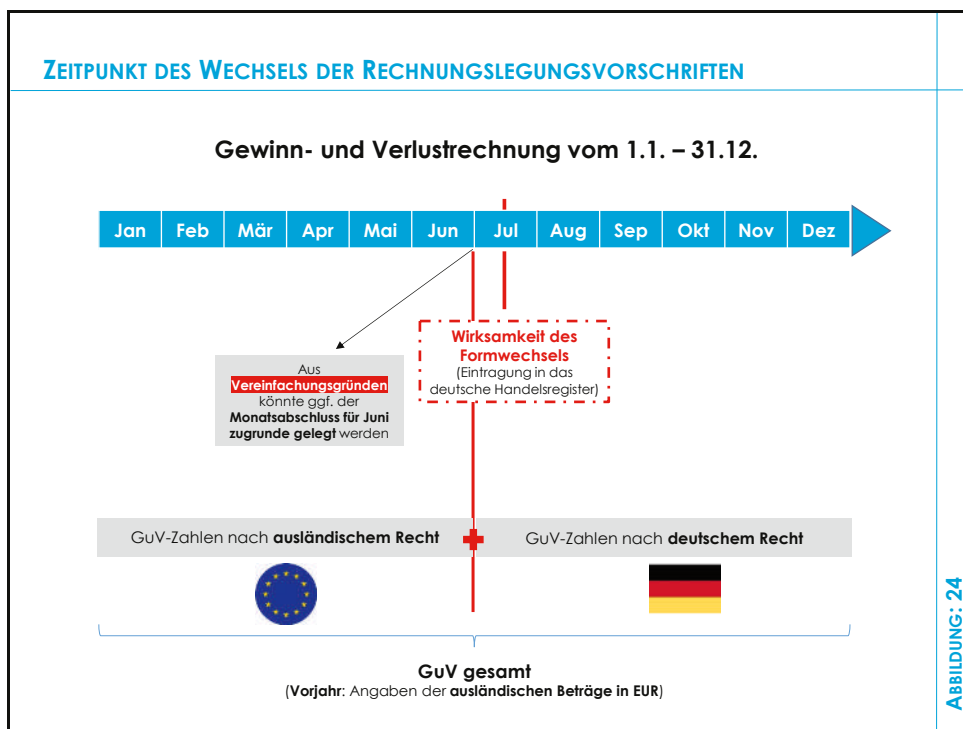 ZEITPUNKT DES WECHSELS DER RECHNUNGSLEGUNGSVORSCHRIFTEN
Gewinn- und Verlustrechnung vom 1.1. – 31.12.
Jan Feb Mär Apr Mai Jun Jul Aug Sep Okt Nov Dez
Wirksamkeit des
Formwechsels
(Eintragung in das
deutsche Handelsregister)
Aus
Vereinfachungsgründen
könnte ggf. der
Monatsabschluss für Juni
zugrunde gelegt werden
GuV-Zahlen nach ausländischem Recht
GuV-Zahlen nach deutschem Recht
GuV gesamt
(Vorjahr: Angaben der ausländischen Beträge in EUR)
ABBILDUNG: 24